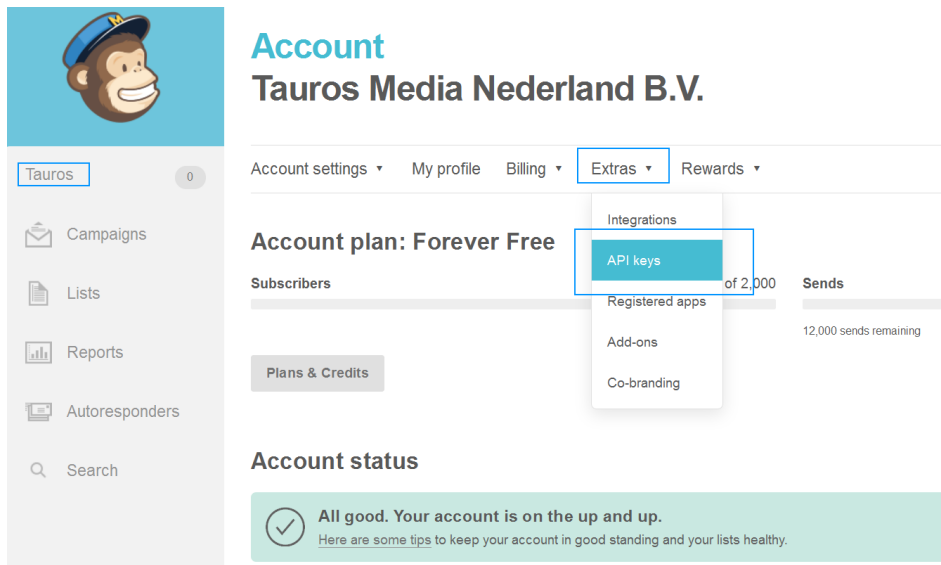 Account
Tauros Media Nederland B.V.
Tauros
0
Campaigns
Lists
Reports
Autoresponders
Search
Account settings ▾ My profile Billing ▾ Extras ▾ Rewards ▾
Integrations
API keys
Registered apps
Add-ons
Co-branding
Account plan: Forever Free
Subscribers
of 2,000
Sends
12,000 sends remaining
Plans & Credits
Account status
All good. Your account is on the up and up.
Here are some tips to keep your account in good standing and your lists healthy.